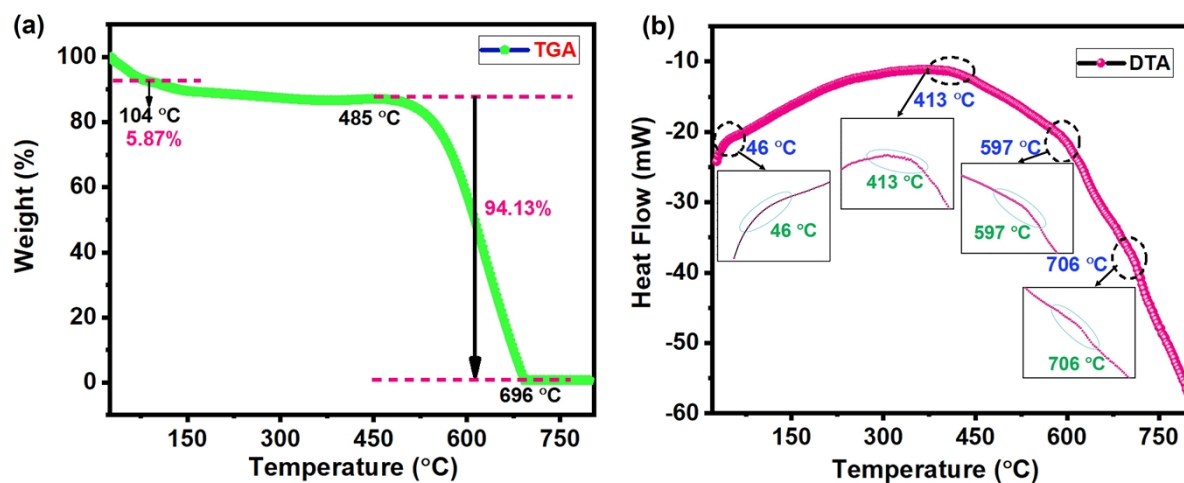 (a)
TGA
100
80
60
40
20
0
Weight (%)
104 °C
5.87%
485 °C
94.13%
696 °C
150
300
450
600
750
Temperature (°C)
(b)
DTA
-10
-20
-30
-40
-50
-60
Heat Flow (mW)
413 °C
46 °C
597 °C
413 °C
597 °C
46 °C
706 °C
706 °C
150
300
450
600
750
Temperature (°C)